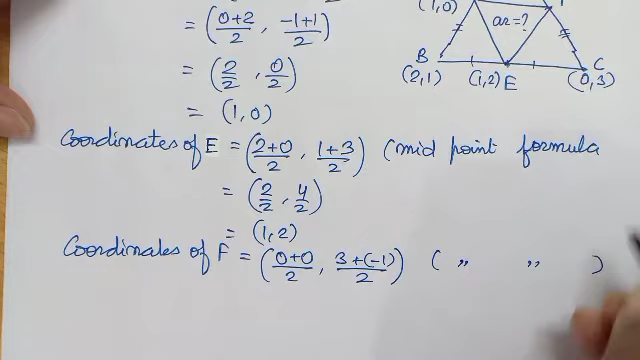 = (0+2/2, -1+1/2)
(1,0)
ar=?
= (2/2, 0/2)
B
C
(2,1)
(1,2) E
(0,3)
= (1,0)
Coordinates of E = (2+0/2, 1+3/2) (mid point formula
= (2/2, 4/2)
= (1,2)
Coordinates of F = (0+0/2, 3+(-1)/2) ( " " )